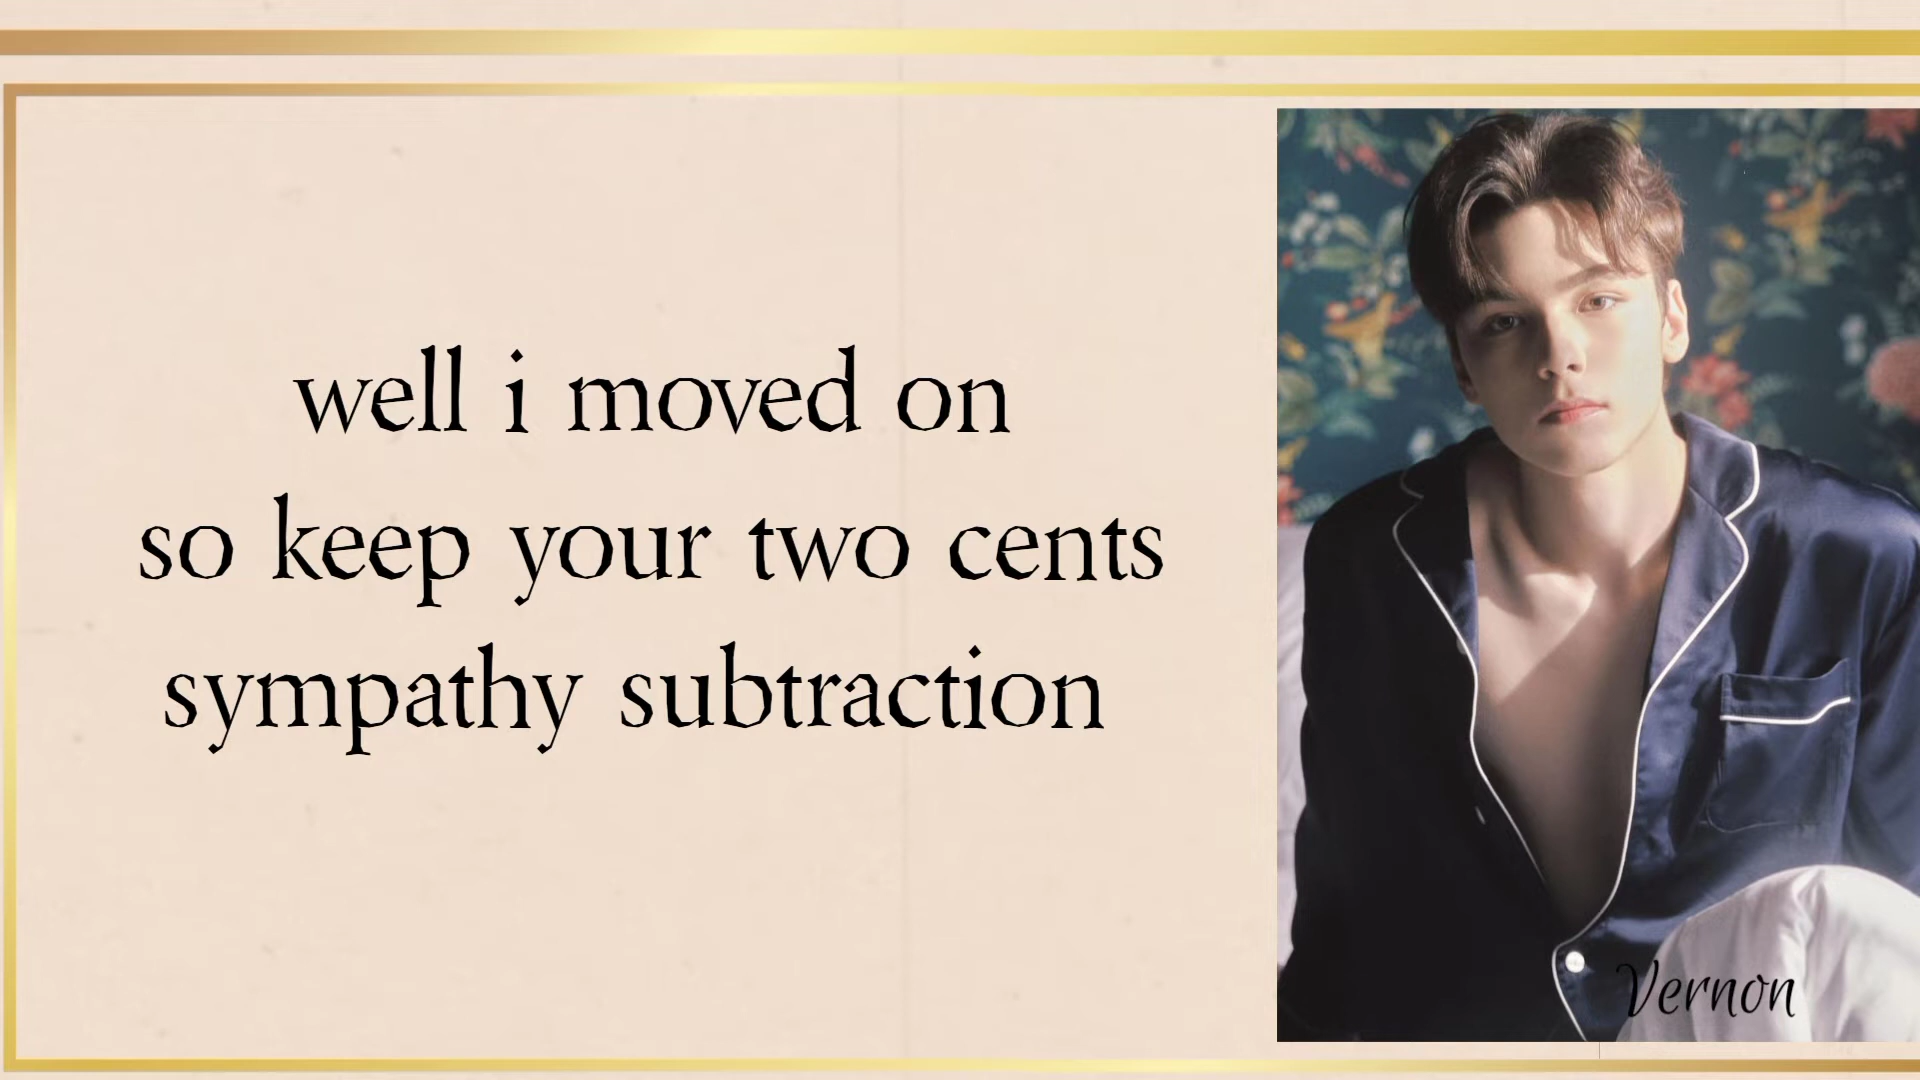 well i moved on
so keep your two cents
sympathy subtraction
Vernon